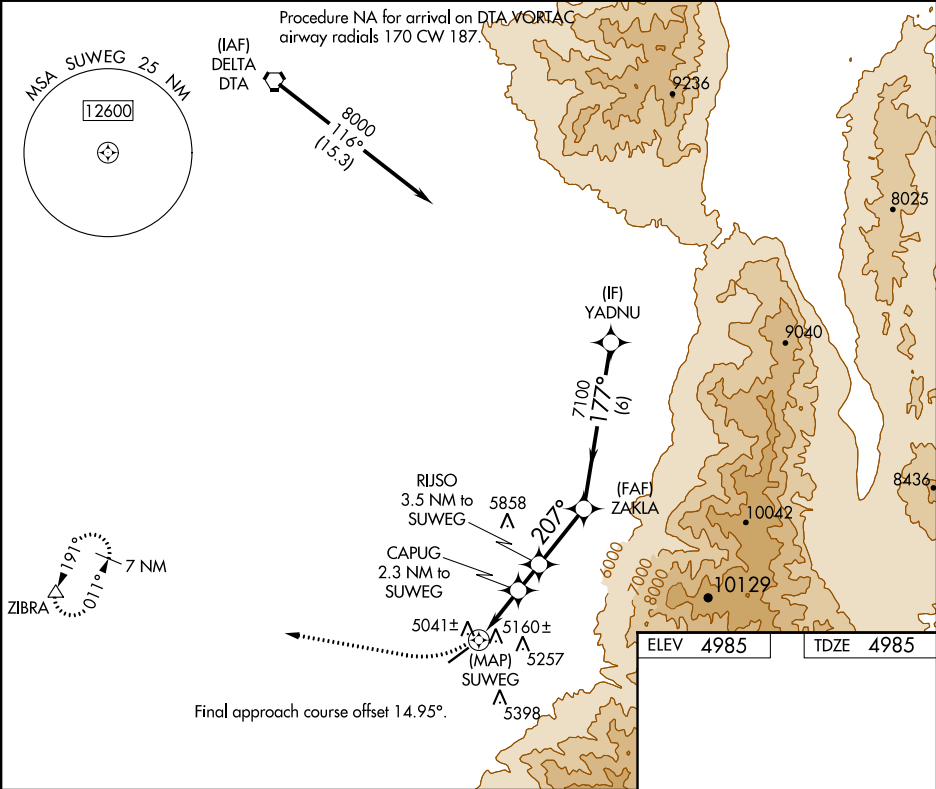 Procedure NA for arrival on DTA VORTAC
airway radials 170 CW 187.
(IAF)
DELTA
DTA
MSA SUWEG 25 NM
12600
8000
116°
(15.3)
9236
8025
(IF)
YADNU
9040
7100
177°
(6)
8436
RIJSO
3.5 NM to
SUWEG
5858
207°
(FAF)
ZAKLA
10042
CAPUG
2.3 NM to
SUWEG
6000
7000
8000
10129
191°
011°
7 NM
ZIBRA
5041±
5160±
5257
(MAP)
SUWEG
5398
Final approach course offset 14.95°.
ELEV 4985
TDZE 4985